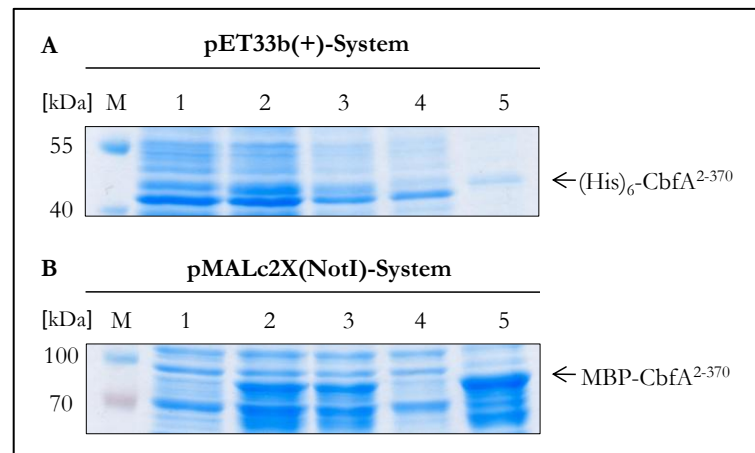 A pET33b(+)-System
[kDa] M 1 2 3 4 5
55
(His)₆-CbfA²⁻³⁷⁰
40
B pMALc2X(NotI)-System
[kDa] M 1 2 3 4 5
100
MBP-CbfA²⁻³⁷⁰
70